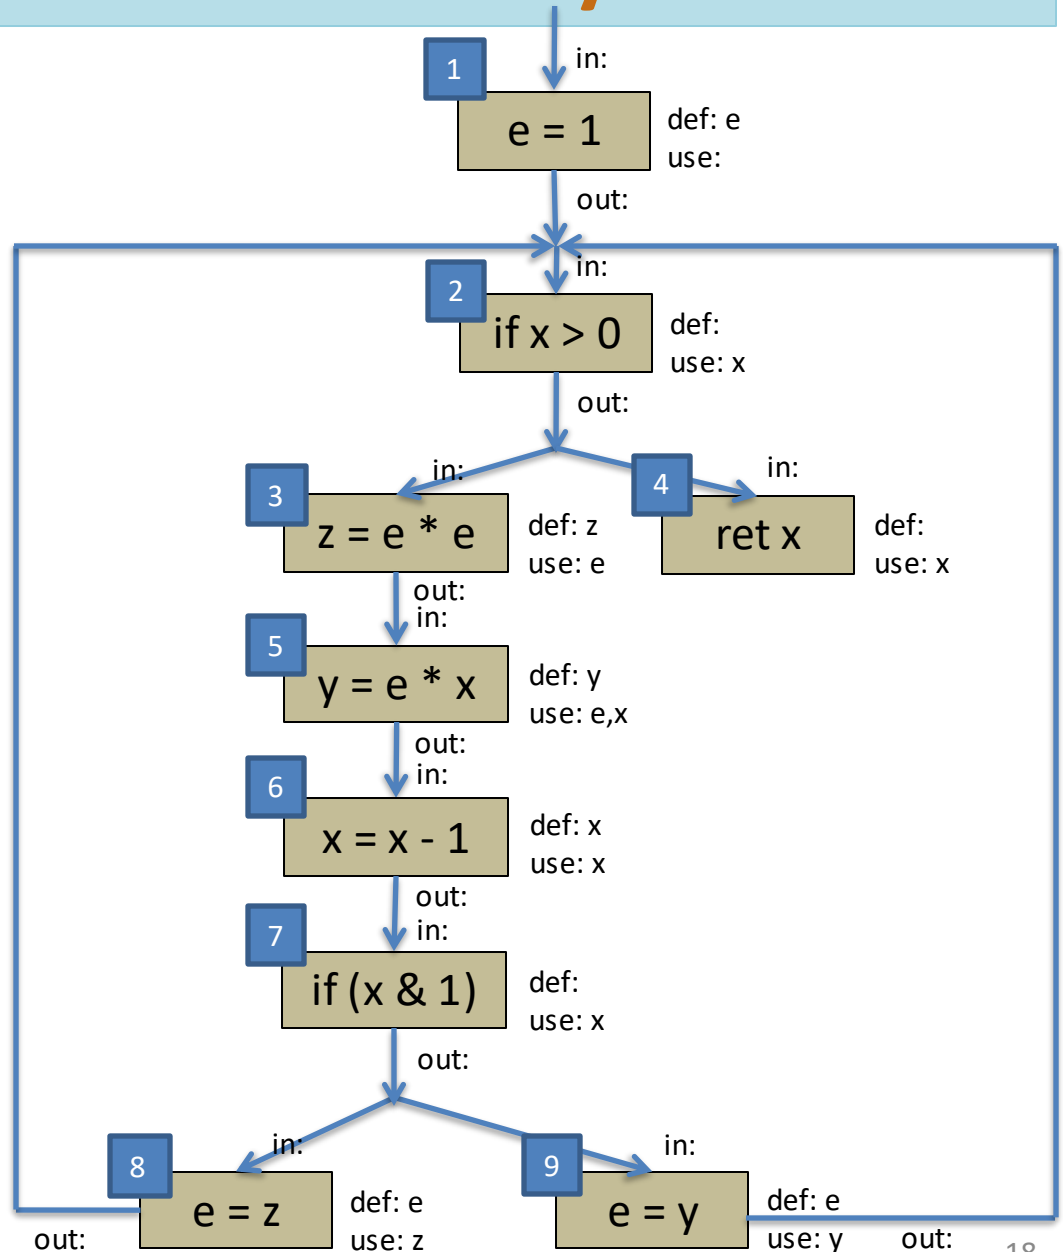 1
in:
e = 1
def: e
use:
out:
in:
2
if x > 0
def:
use: x
out:
in:
3
z = e * e
def: z
use: e
out:
in:
4
ret x
def:
use: x
in:
5
y = e * x
def: y
use: e,x
out:
in:
6
x = x - 1
def: x
use: x
out:
in:
7
if (x & 1)
def:
use: x
out:
in:
8
e = z
def: e
use: z
out:
in:
9
e = y
def: e
use: y
out:
18